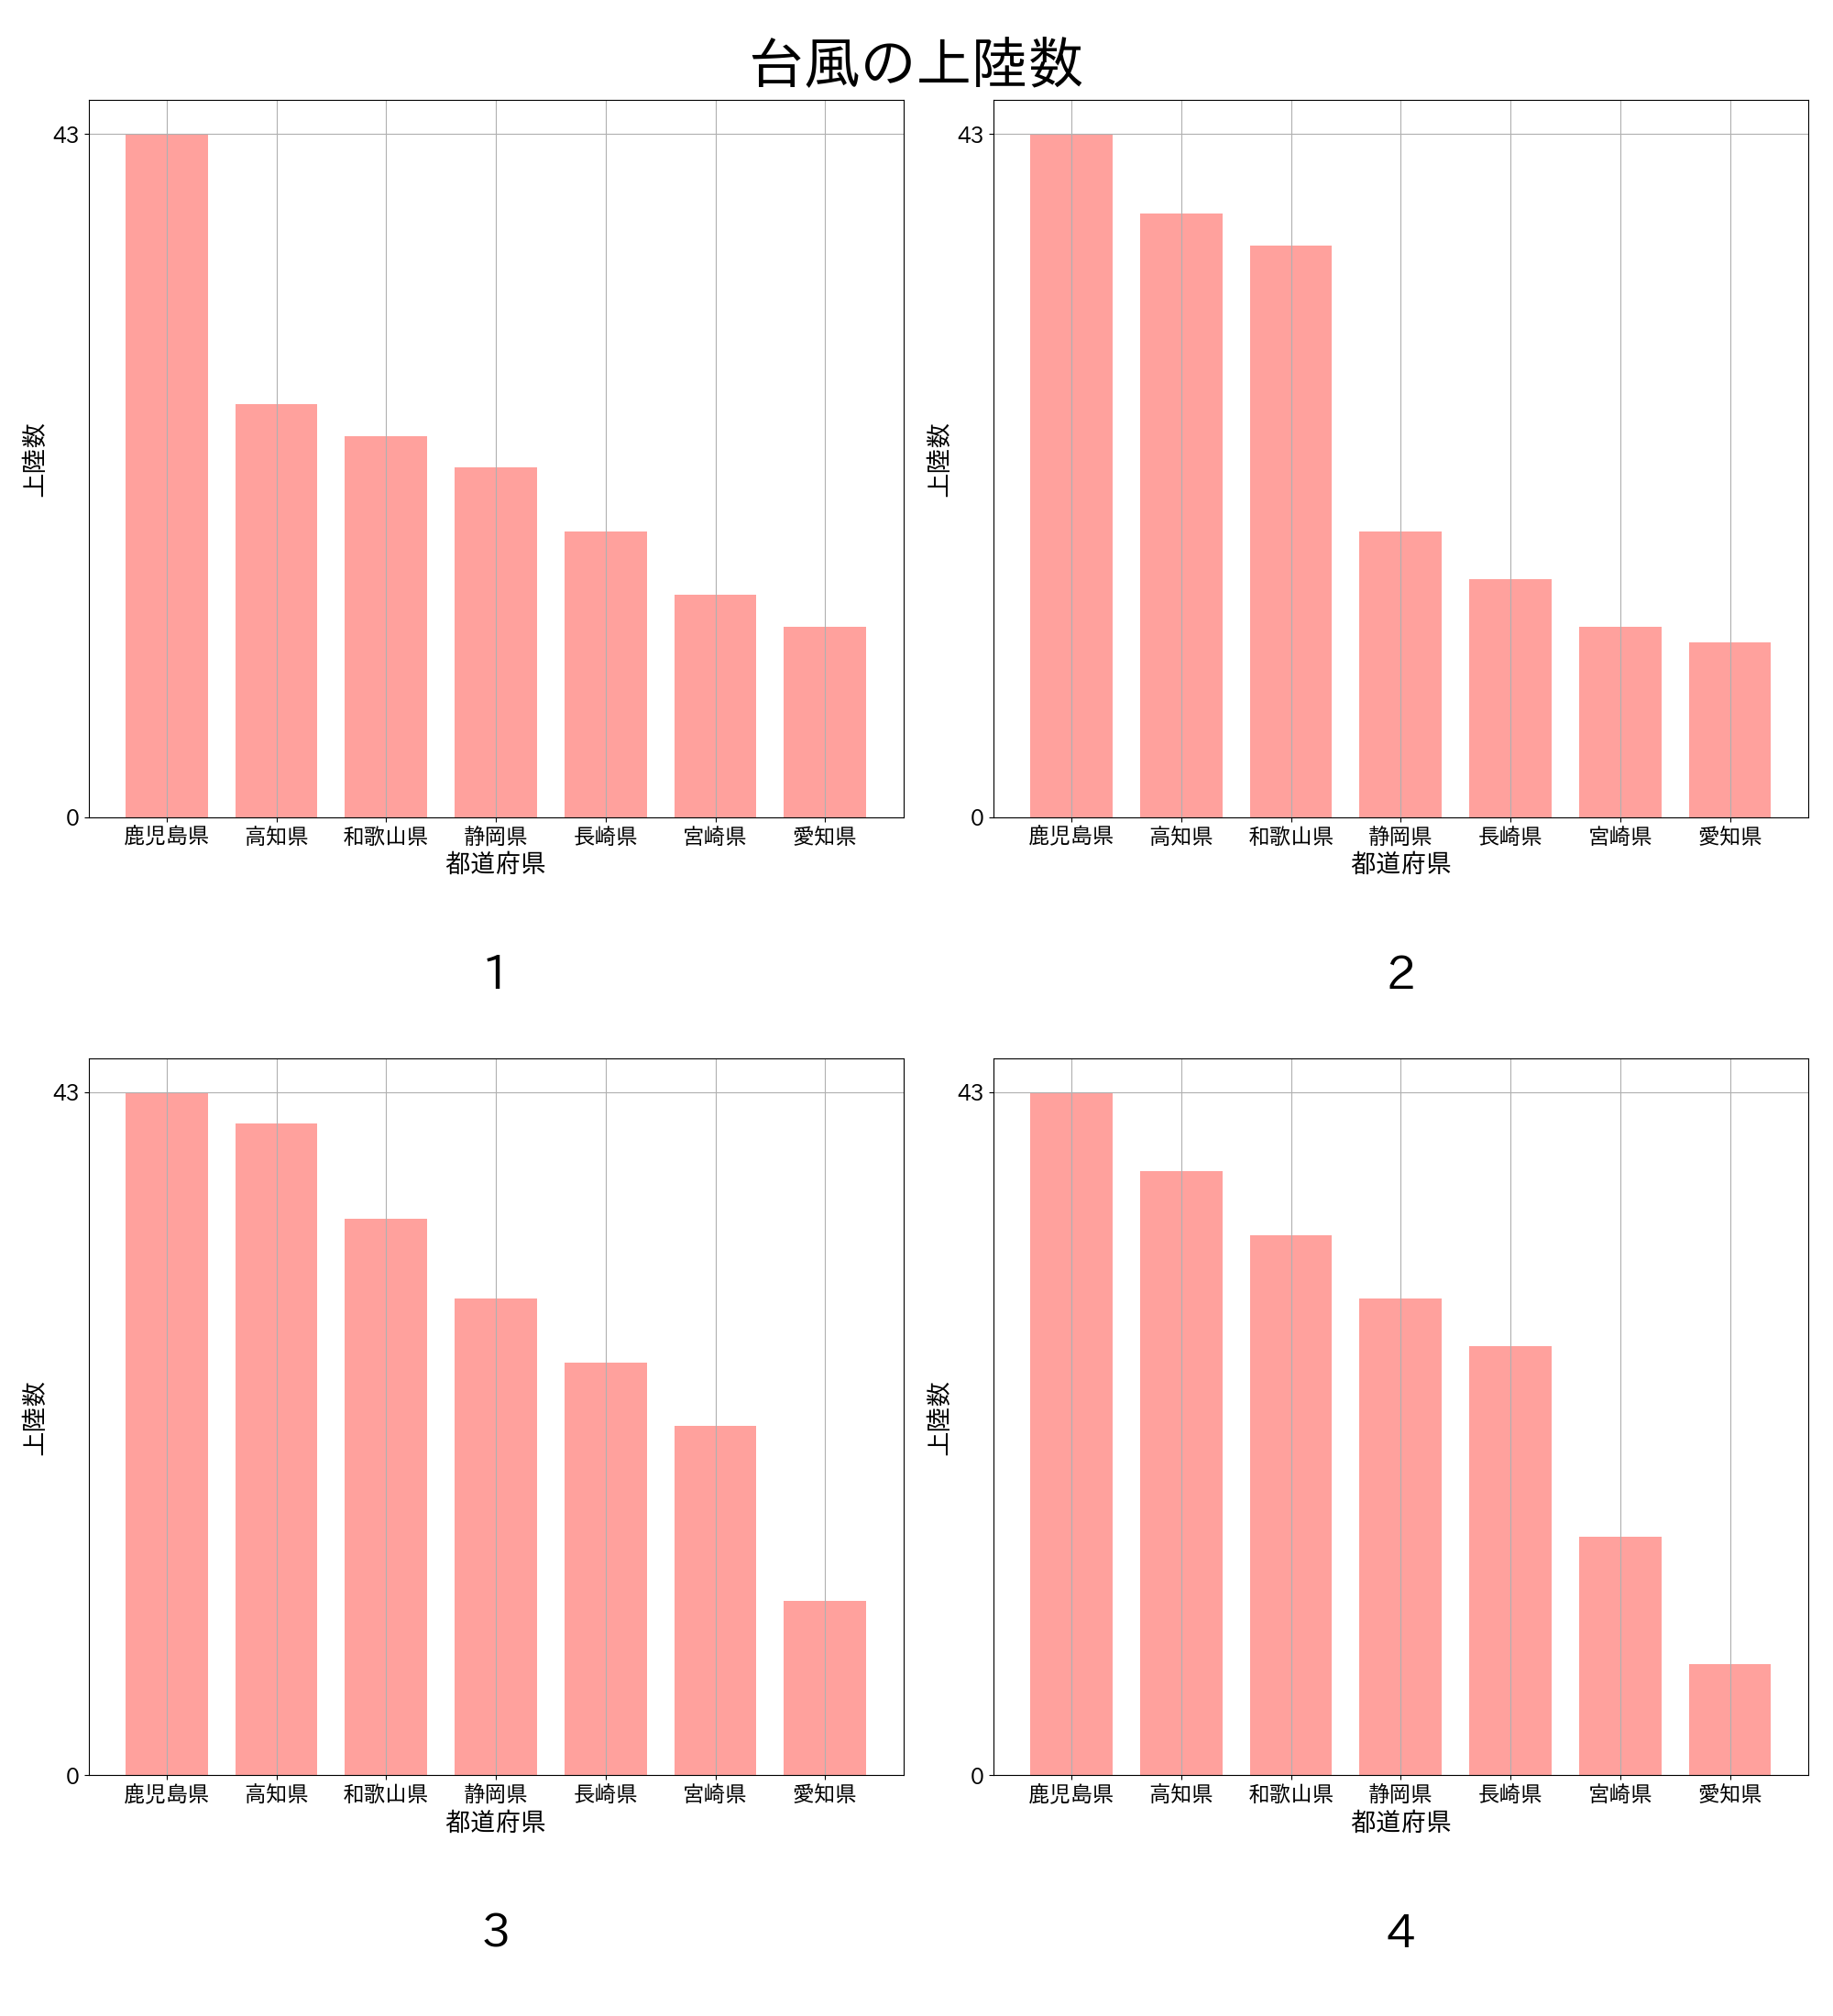 台風の上陸数
43
0
上陸数
鹿児島県 高知県 和歌山県 静岡県 長崎県 宮崎県 愛知県
都道府県
1
43
0
上陸数
鹿児島県 高知県 和歌山県 静岡県 長崎県 宮崎県 愛知県
都道府県
2
43
0
上陸数
鹿児島県 高知県 和歌山県 静岡県 長崎県 宮崎県 愛知県
都道府県
3
43
0
上陸数
鹿児島県 高知県 和歌山県 静岡県 長崎県 宮崎県 愛知県
都道府県
4